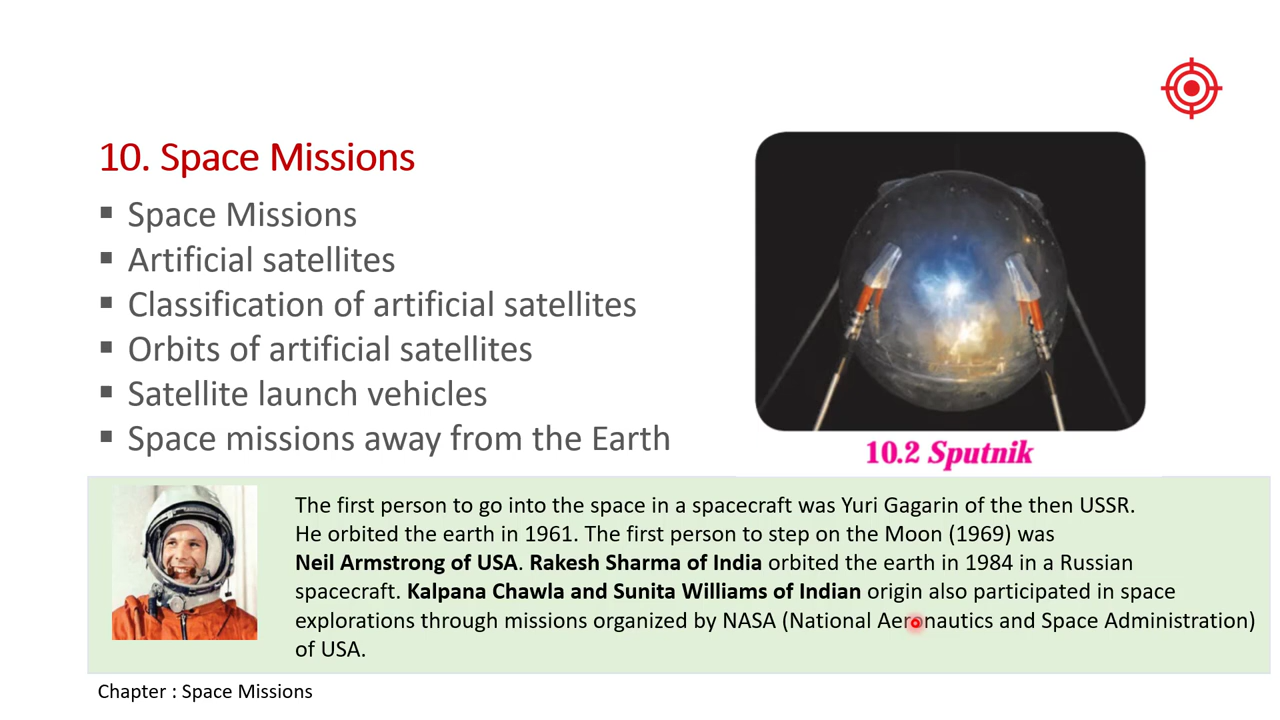 10. Space Missions
▪ Space Missions
▪ Artificial satellites
▪ Classification of artificial satellites
▪ Orbits of artificial satellites
▪ Satellite launch vehicles
▪ Space missions away from the Earth
10.2 Sputnik
The first person to go into the space in a spacecraft was Yuri Gagarin of the then USSR.
He orbited the earth in 1961. The first person to step on the Moon (1969) was
Neil Armstrong of USA. Rakesh Sharma of India orbited the earth in 1984 in a Russian
spacecraft. Kalpana Chawla and Sunita Williams of Indian origin also participated in space
explorations through missions organized by NASA (National Aeronautics and Space Administration)
of USA.
Chapter : Space Missions